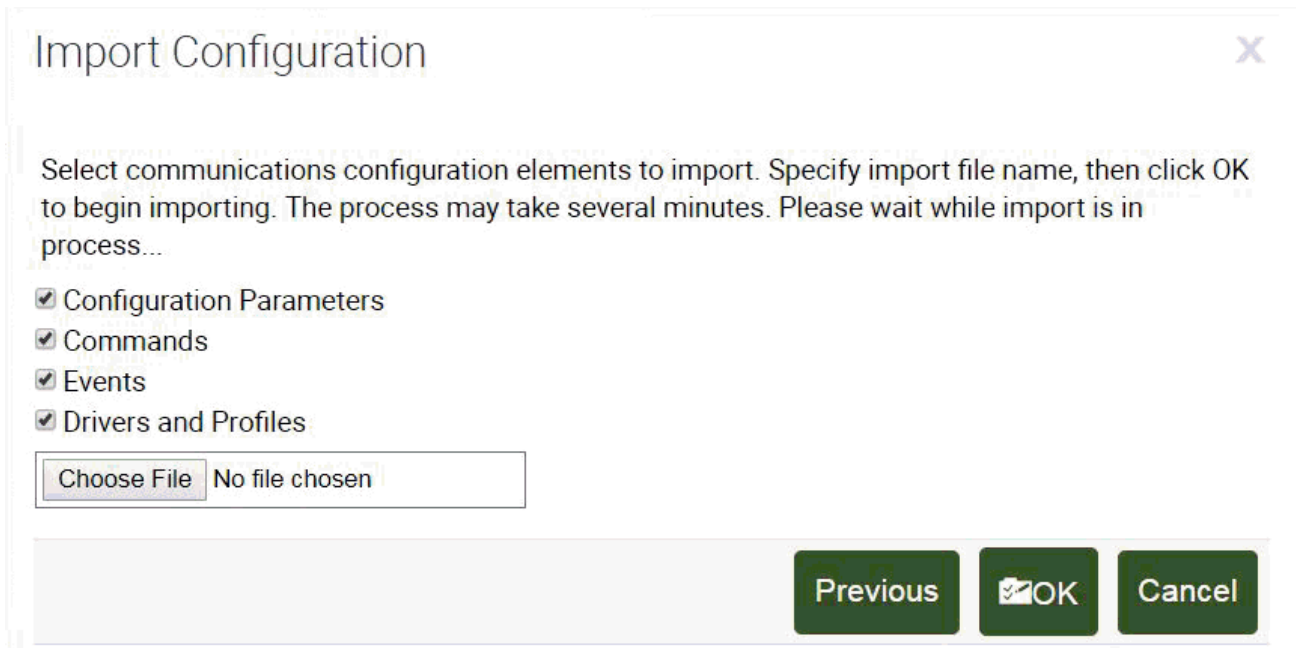 Import Configuration
X
Select communications configuration elements to import. Specify import file name, then click OK
to begin importing. The process may take several minutes. Please wait while import is in
process...
Configuration Parameters
Commands
Events
Drivers and Profiles
Choose File No file chosen
Previous OK Cancel